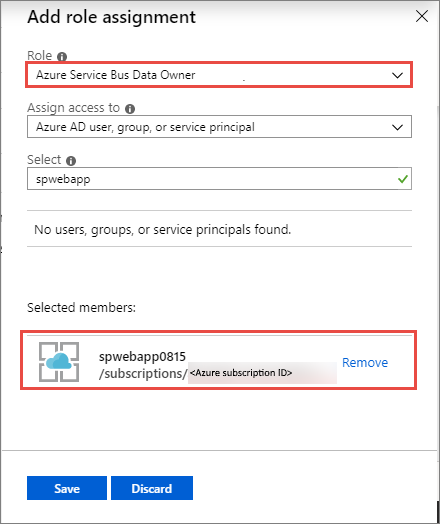 Add role assignment
Role
Azure Service Bus Data Owner
Assign access to
Azure AD user, group, or service principal
Select
spwebapp
No users, groups, or service principals found.
Selected members:
spwebapp0815
/subscriptions/ <Azure subscription ID> Remove
Save Discard